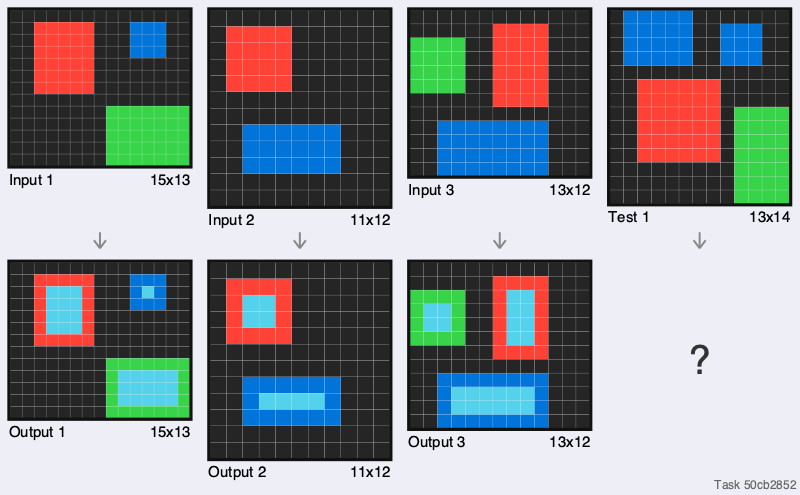 Input 1 15x13
Input 2 11x12
Input 3 13x12
Test 1 13x14
Output 1 15x13
Output 2 11x12
Output 3 13x12
?
Task 50cb2852